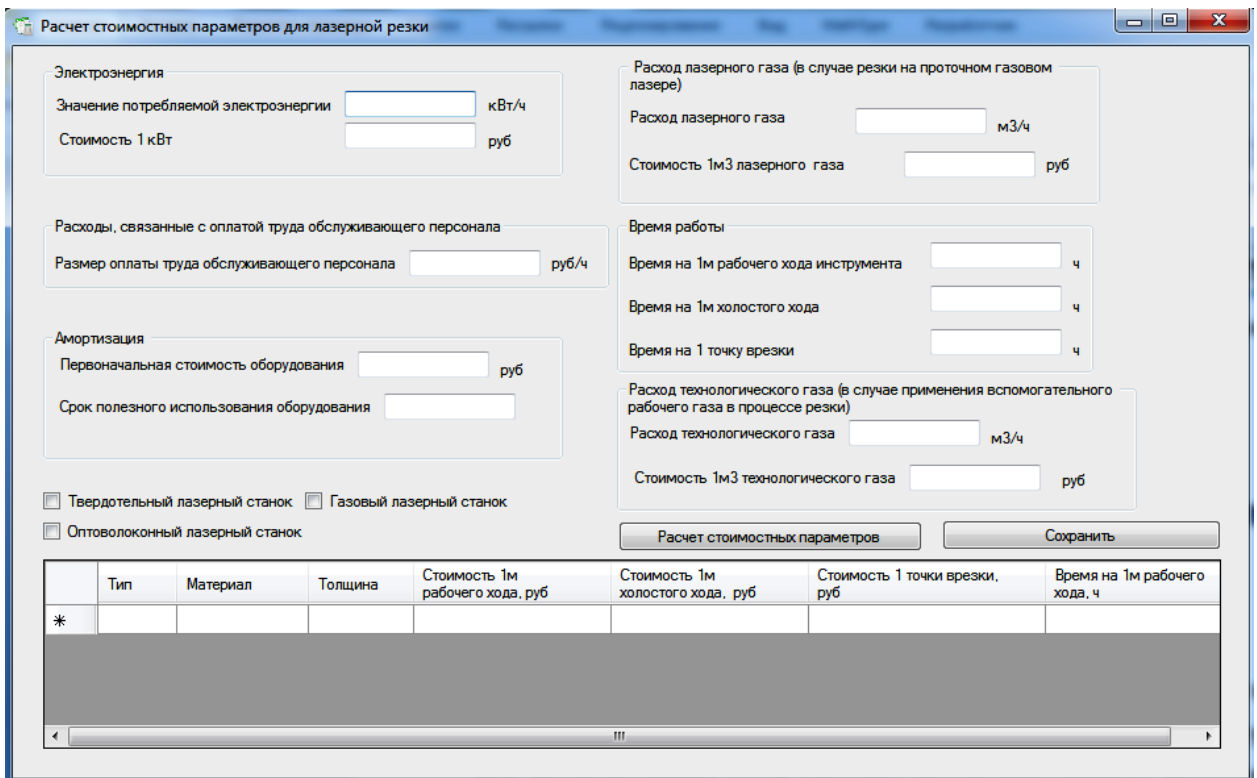 Расчет стоимостных параметров для лазерной резки
Электроэнергия
Значение потребляемой электроэнергии кВт/ч
Стоимость 1 кВт руб
Расход лазерного газа (в случае резки на проточном газовом
лазере)
Расход лазерного газа м3/ч
Стоимость 1м3 лазерного газа руб
Расходы, связанные с оплатой труда обслуживающего персонала
Размер оплаты труда обслуживающего персонала руб/ч
Время работы
Время на 1м рабочего хода инструмента ч
Время на 1м холостого хода ч
Время на 1 точку врезки ч
Амортизация
Первоначальная стоимость оборудования руб
Срок полезного использования оборудования
Расход технологического газа (в случае применения вспомогательного
рабочего газа в процессе резки)
Расход технологического газа м3/ч
Стоимость 1м3 технологического газа руб
Твердотельный лазерный станок Газовый лазерный станок
Оптоволоконный лазерный станок
Расчет стоимостных параметров Сохранить
Тип Материал Толщина Стоимость 1м рабочего хода, руб Стоимость 1м холостого хода, руб Стоимость 1 точки врезки, руб Время на 1м рабочего хода, ч